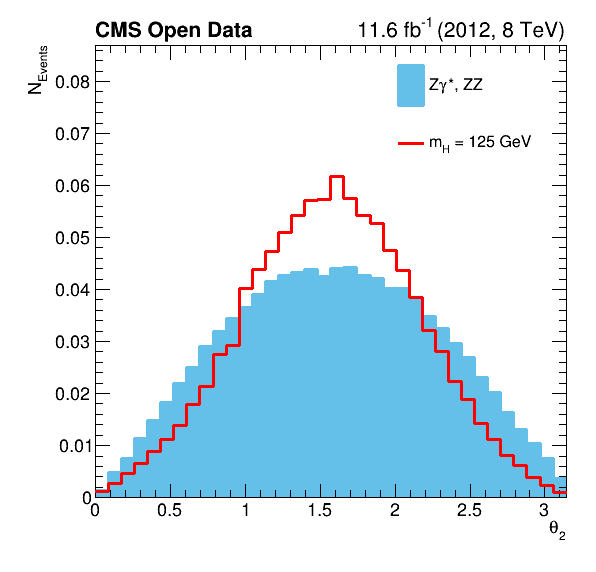 CMS Open Data
11.6 fb⁻¹ (2012, 8 TeV)
N_Events
0.08
0.07
0.06
0.05
0.04
0.03
0.02
0.01
0
Zγ*, ZZ
m_H = 125 GeV
0 0.5 1 1.5 2 2.5 3
θ₂